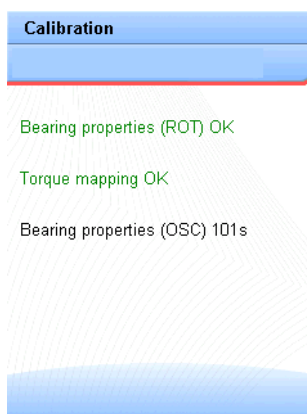 Calibration
Bearing properties (ROT) OK
Torque mapping OK
Bearing properties (OSC) 101s